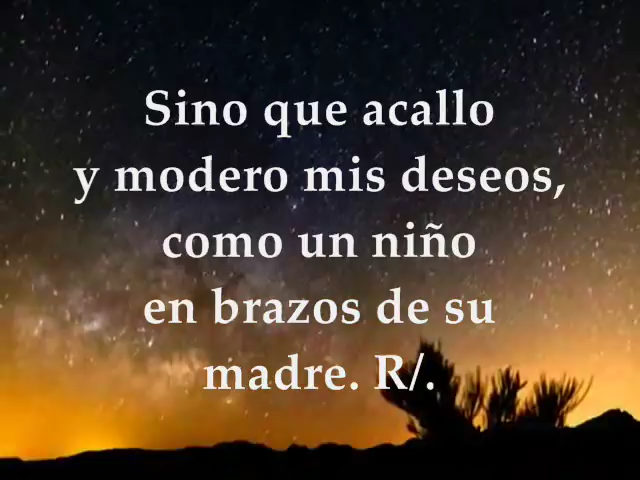 Sino que acallo
y modero mis deseos,
como un niño
en brazos de su
madre. R/.